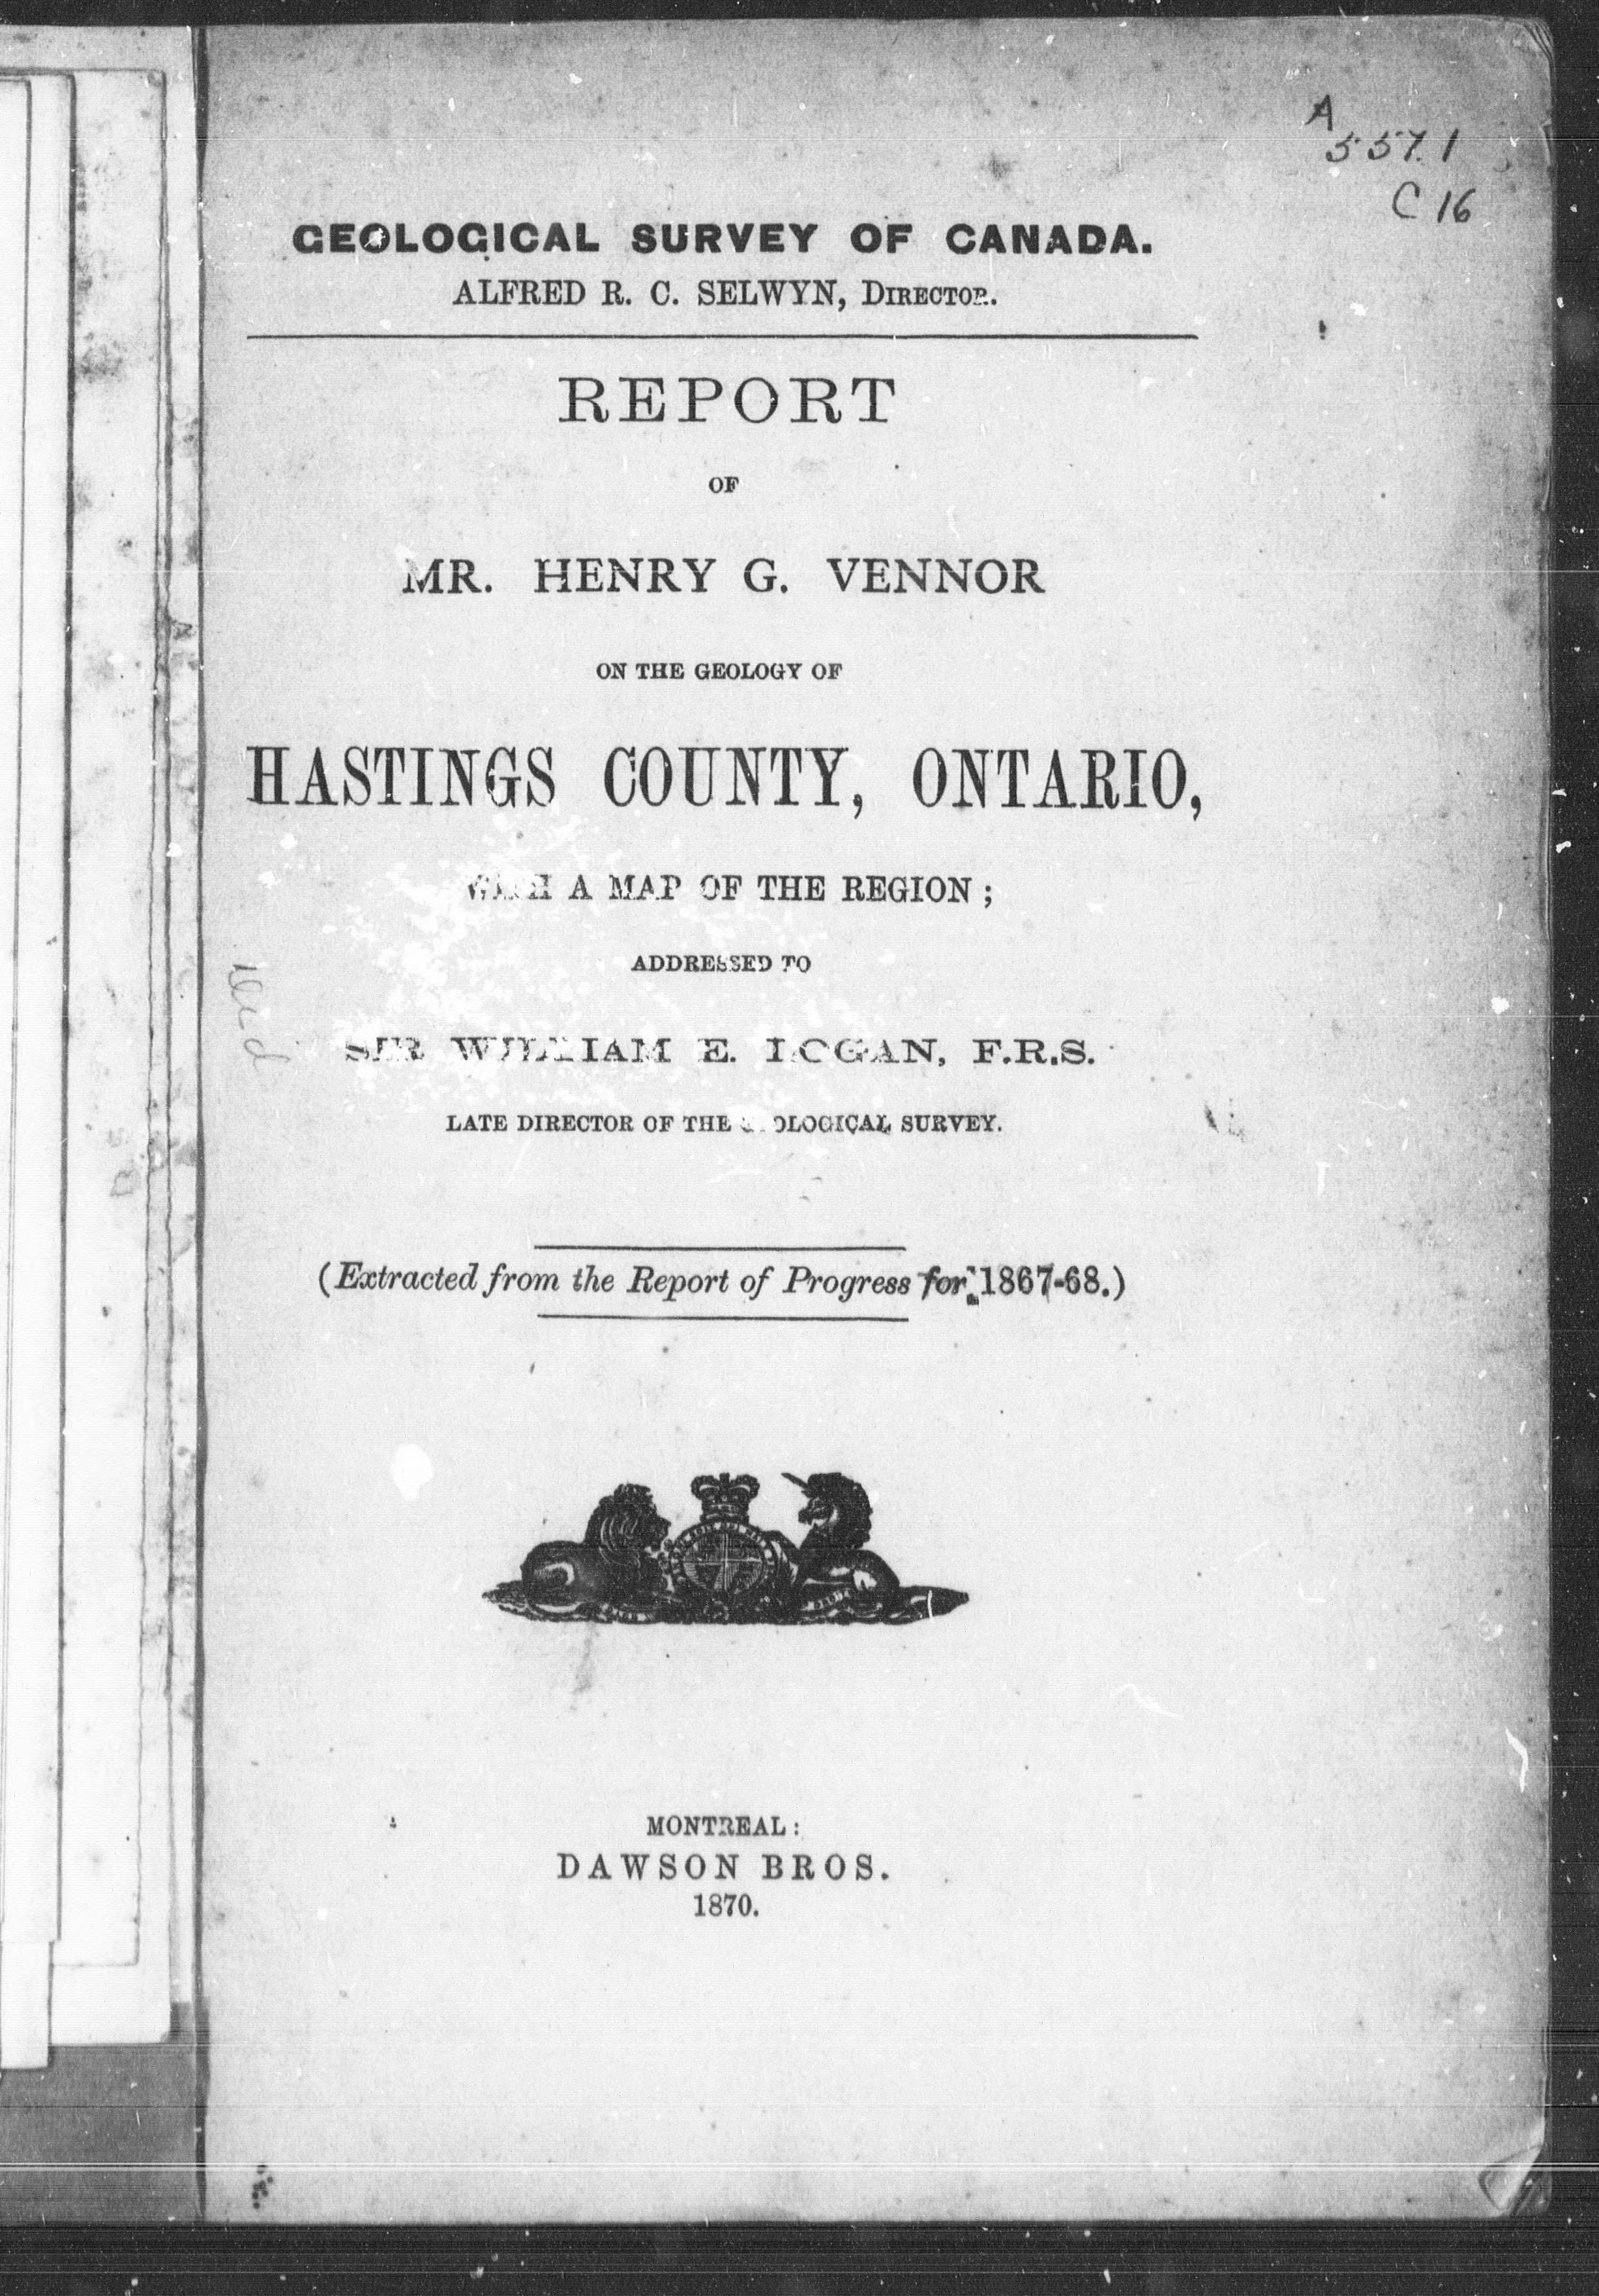 A
557.1
C16
GEOLOGICAL SURVEY OF CANADA.
ALFRED R. C. SELWYN, DIRECTOR.
REPORT
OF
MR. HENRY G. VENNOR
ON THE GEOLOGY OF
HASTINGS COUNTY, ONTARIO,
WITH A MAP OF THE REGION;
ADDRESSED TO
SIR WILLIAM E. LOGAN, F.R.S.
LATE DIRECTOR OF THE GEOLOGICAL SURVEY.
(Extracted from the Report of Progress for 1867-68.)
MONTREAL:
DAWSON BROS.
1870.